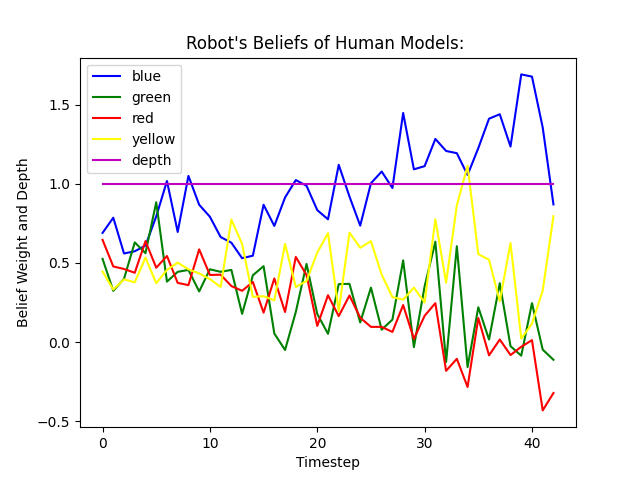 Robot's Beliefs of Human Models:
blue
green
red
yellow
depth
Belief Weight and Depth
1.5
1.0
0.5
0.0
−0.5
0
10
20
30
40
Timestep